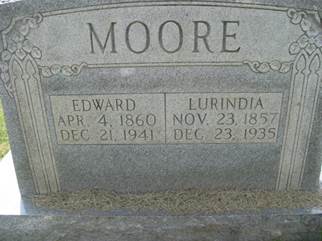 MOORE
EDWARD
APR. 4, 1860
DEC. 21, 1941
LURINDIA
NOV. 23, 1857
DEC. 23, 1935